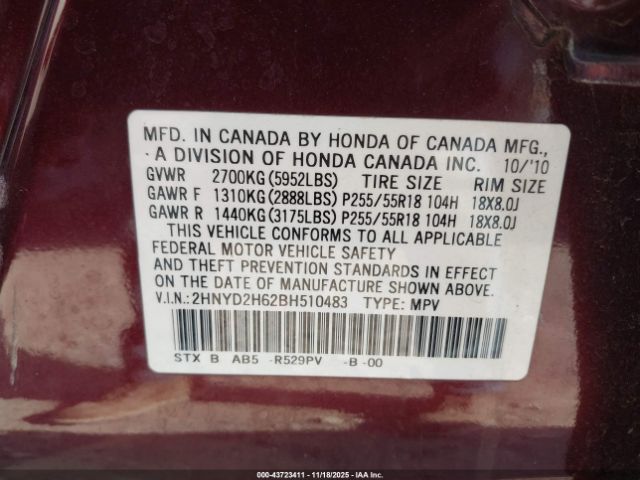 MFD. IN CANADA BY HONDA OF CANADA MFG.,
A DIVISION OF HONDA CANADA INC. 10/'10
GVWR 2700KG(5952LBS) TIRE SIZE RIM SIZE
GAWR F 1310KG(2888LBS) P255/55R18 104H 18X8.0J
GAWR R 1440KG(3175LBS) P255/55R18 104H 18X8.0J
THIS VEHICLE CONFORMS TO ALL APPLICABLE
FEDERAL MOTOR VEHICLE SAFETY
AND THEFT PREVENTION STANDARDS IN EFFECT
ON THE DATE OF MANUFACTURE SHOWN ABOVE.
V.I.N.: 2HNYD2H62BH510483 TYPE: MPV
STX B AB5 -R529PV -B-00
000-43723411 - 11/18/2025 - IAA Inc.